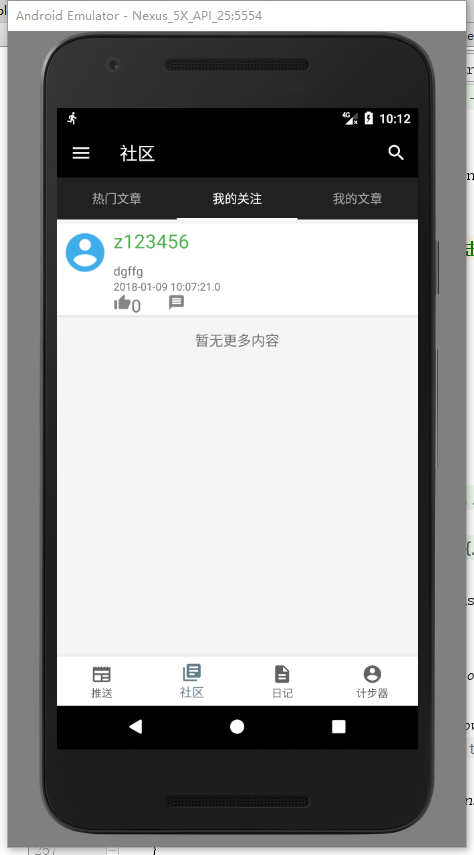 Android Emulator - Nexus_5X_API_25:5554
4G 10:12
社区
热门文章 我的关注 我的文章
z123456
dgffg
2018-01-09 10:07:21.0
0
暂无更多内容
推送 社区 日记 计步器